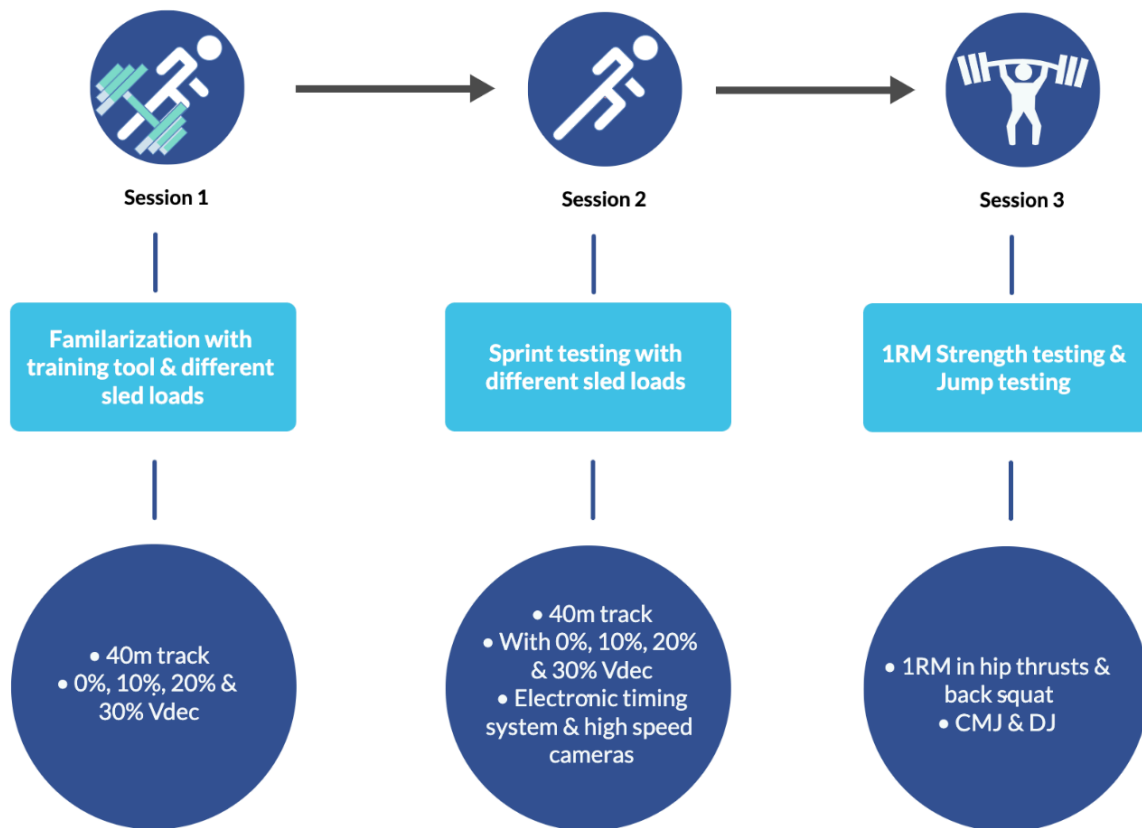 Session 1
Session 2
Session 3
Familarization with
training tool & different
sled loads
Sprint testing with
different sled loads
1RM Strength testing &
Jump testing
• 40m track
• 0%, 10%, 20% &
30% Vdec
• 40m track
• With 0%, 10%, 20%
& 30% Vdec
• Electronic timing
system & high speed
cameras
• 1RM in hip thrusts &
back squat
• CMJ & DJ